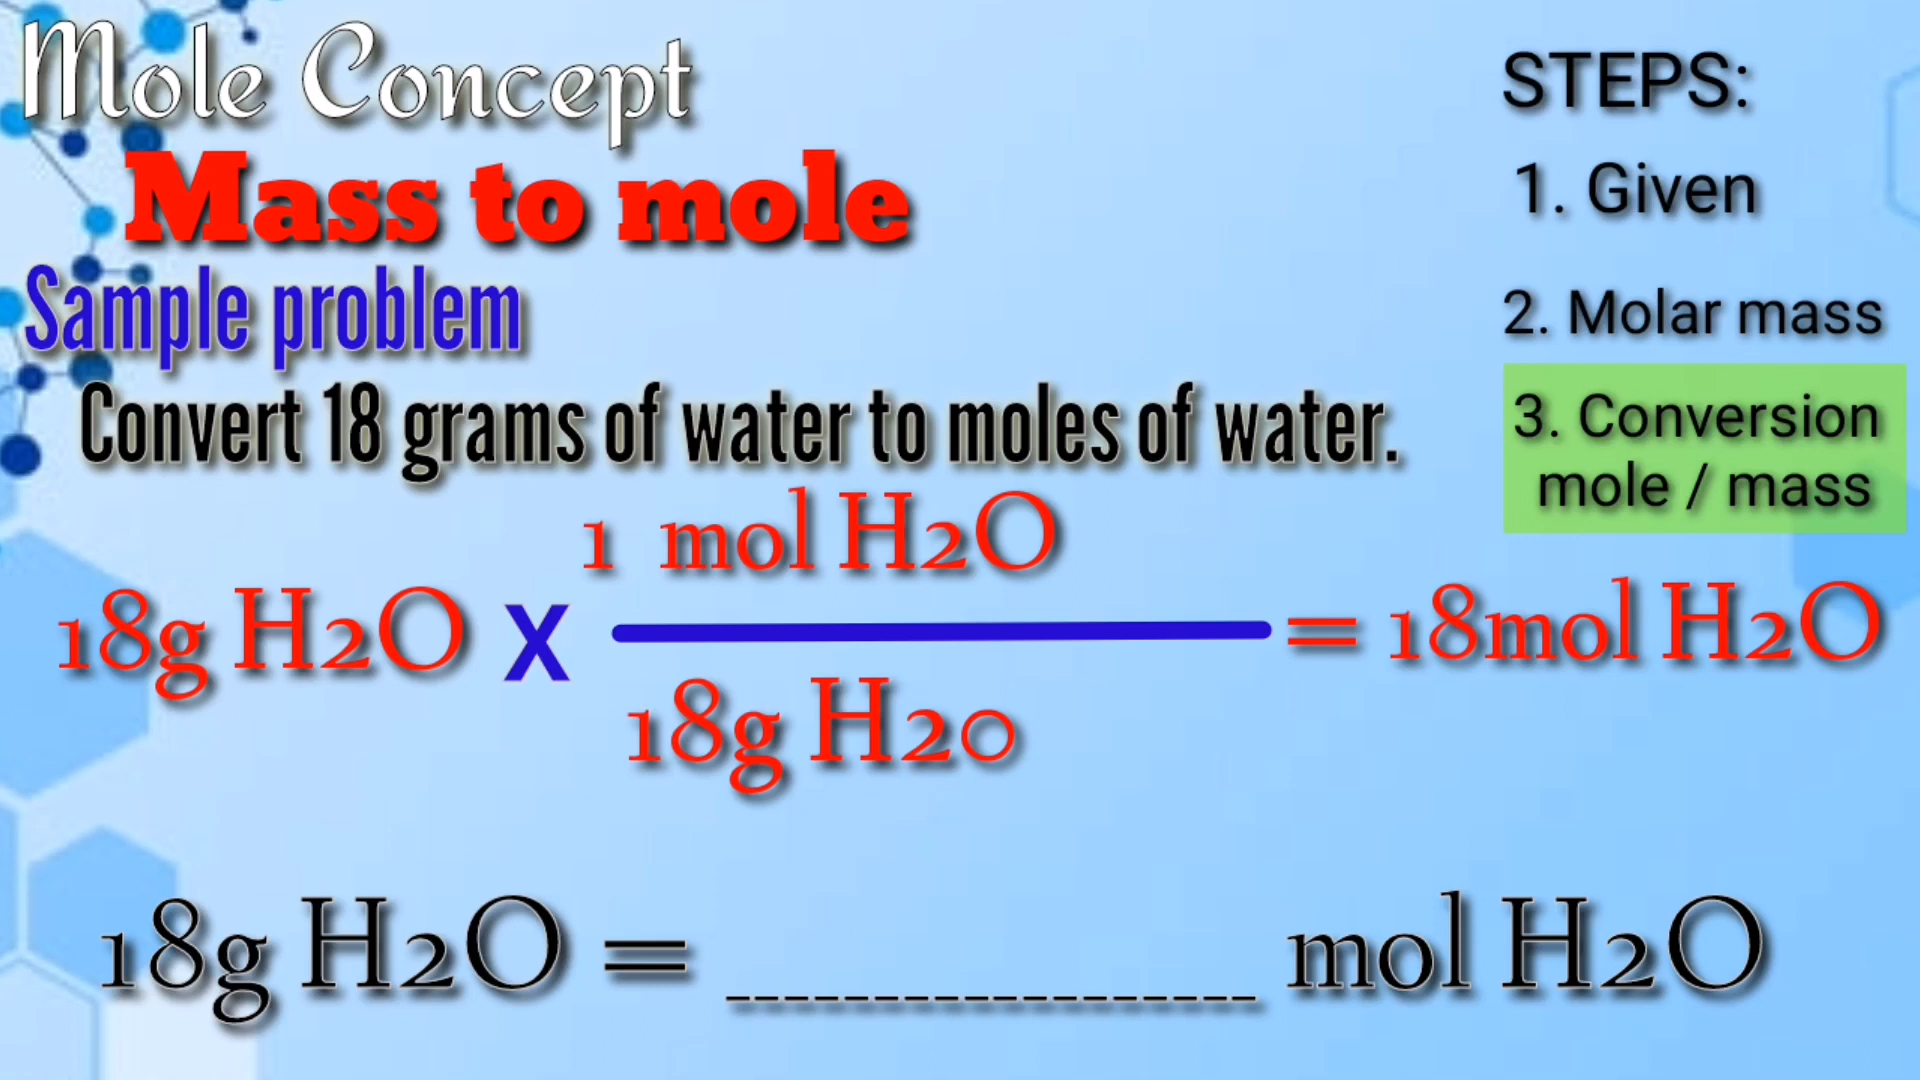 Mole Concept
Mass to mole
Sample problem
Convert 18 grams of water to moles of water.
1 mol H2O
18g H2O X = 18mol H2O
18g H2o
18g H2O = __________________ mol H2O
STEPS:
1. Given
2. Molar mass
3. Conversion
mole / mass